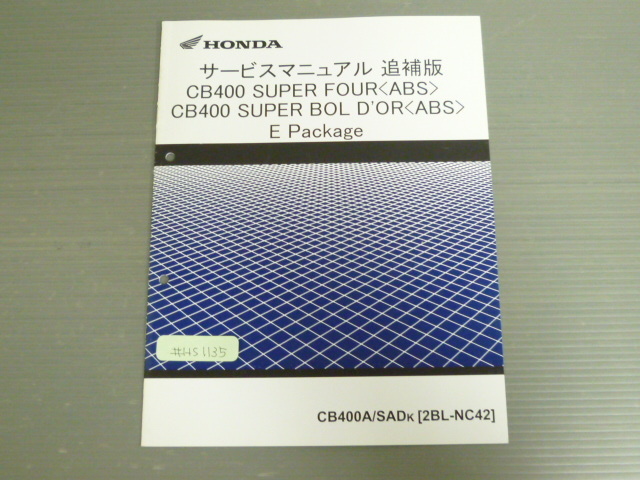 HONDA
サービスマニュアル 追補版
CB400 SUPER FOUR<ABS>
CB400 SUPER BOL D'OR<ABS>
E Package
#HS1135
CB400A/SADK [2BL-NC42]